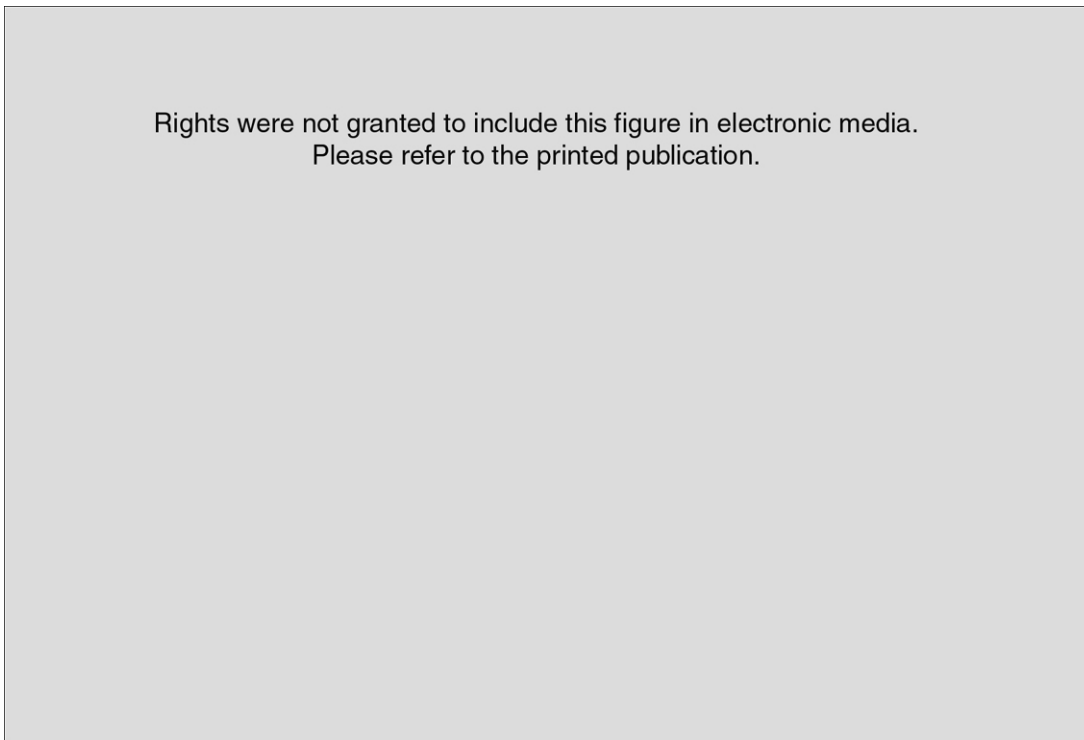 Rights were not granted to include this figure in electronic media.
Please refer to the printed publication.